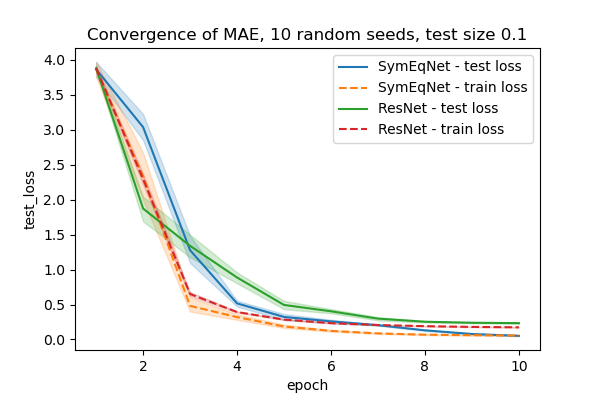 Convergence of MAE, 10 random seeds, test size 0.1
SymEqNet - test loss
SymEqNet - train loss
ResNet - test loss
ResNet - train loss
test_loss
4.0
3.5
3.0
2.5
2.0
1.5
1.0
0.5
0.0
2
4
6
8
10
epoch